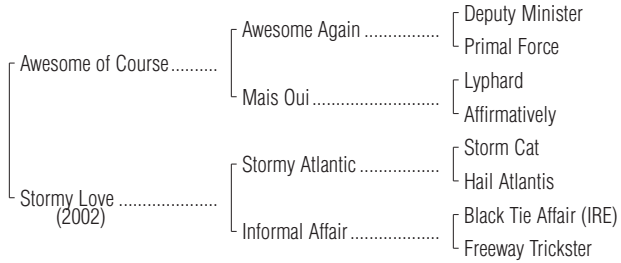 Deputy Minister
Awesome Again ................
Primal Force
Awesome of Course..........
Lyphard
Mais Oui...........................
Affirmatively
Storm Cat
Stormy Atlantic .................
Hail Atlantis
Stormy Love .....................
(2002)
Black Tie Affair (IRE)
Informal Affair ...................
Freeway Trickster